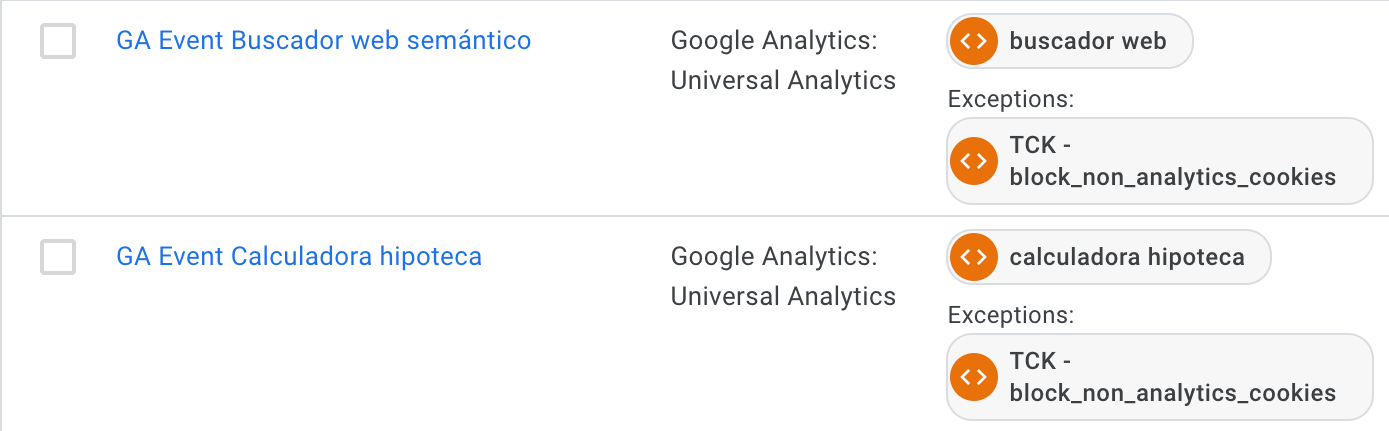 GA Event Buscador web semántico
Google Analytics:
Universal Analytics
buscador web
Exceptions:
TCK -
block_non_analytics_cookies
GA Event Calculadora hipoteca
Google Analytics:
Universal Analytics
calculadora hipoteca
Exceptions:
TCK -
block_non_analytics_cookies